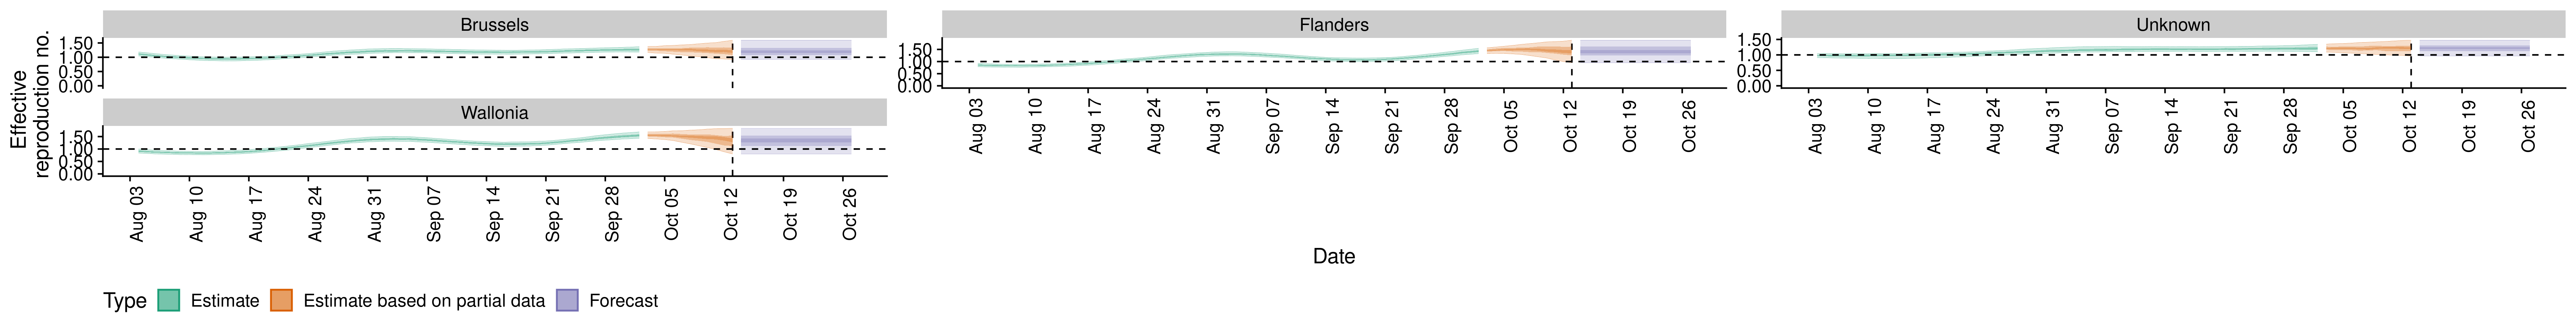 Brussels
Flanders
Unknown
Effective
reproduction no.
1.50
1.00
0.50
0.00
1.50
1.00
0.50
0.00
1.50
1.00
0.50
0.00
Aug 03
Aug 10
Aug 17
Aug 24
Aug 31
Sep 07
Sep 14
Sep 21
Sep 28
Oct 05
Oct 12
Oct 19
Oct 26
Aug 03
Aug 10
Aug 17
Aug 24
Aug 31
Sep 07
Sep 14
Sep 21
Sep 28
Oct 05
Oct 12
Oct 19
Oct 26
Wallonia
1.50
1.00
0.50
0.00
Aug 03
Aug 10
Aug 17
Aug 24
Aug 31
Sep 07
Sep 14
Sep 21
Sep 28
Oct 05
Oct 12
Oct 19
Oct 26
Date
Type Estimate Estimate based on partial data Forecast